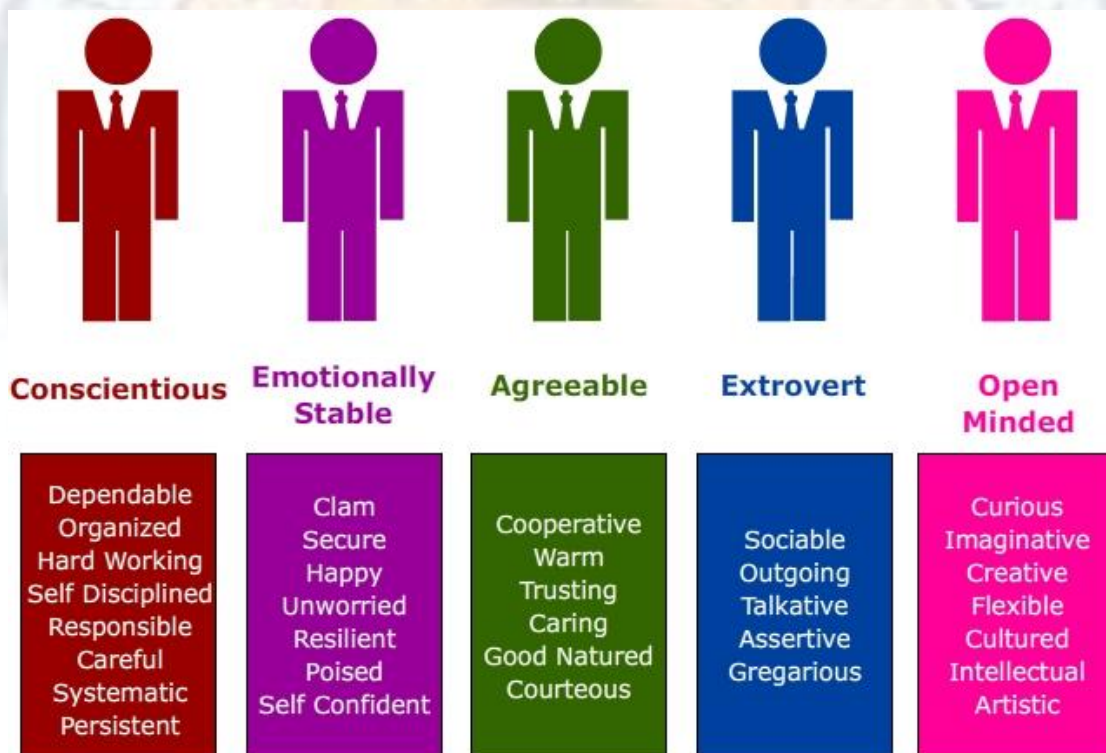 Conscientious
Emotionally
Stable
Agreeable
Extrovert
Open
Minded
Dependable
Organized
Hard Working
Self Disciplined
Responsible
Careful
Systematic
Persistent
Clam
Secure
Happy
Unworried
Resilient
Poised
Self Confident
Cooperative
Warm
Trusting
Caring
Good Natured
Courteous
Sociable
Outgoing
Talkative
Assertive
Gregarious
Curious
Imaginative
Creative
Flexible
Cultured
Intellectual
Artistic